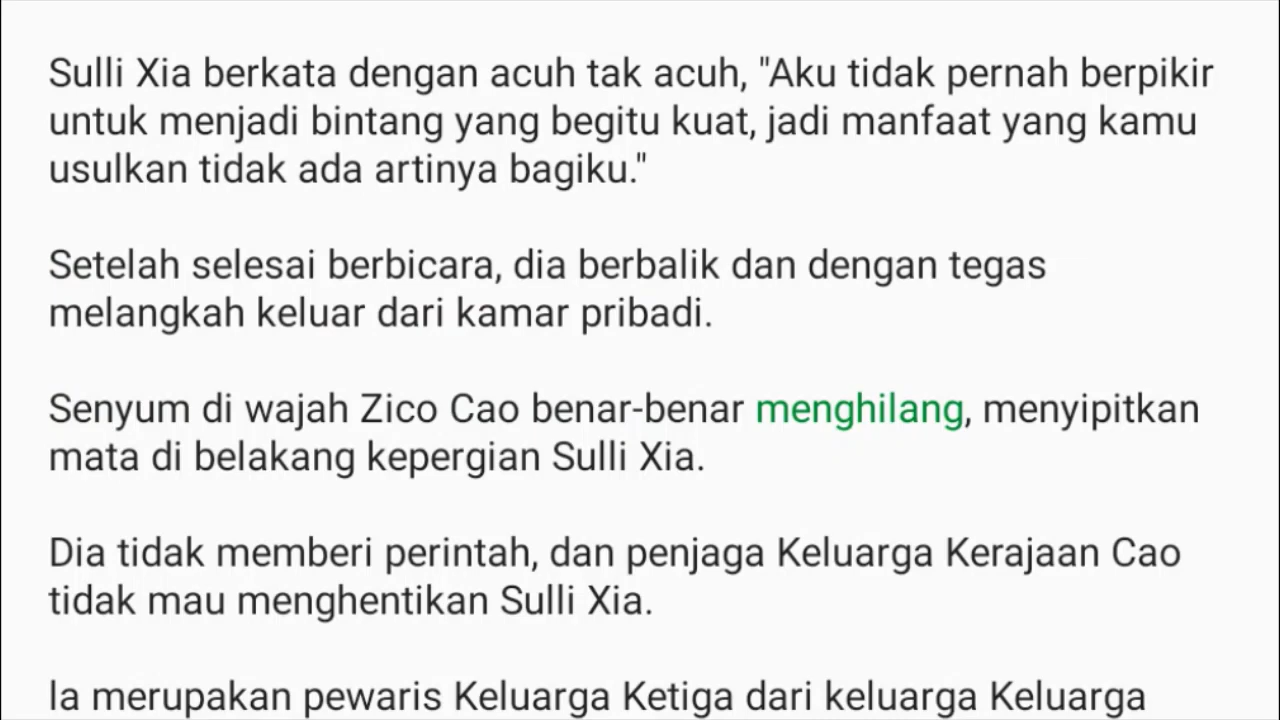 Sulli Xia berkata dengan acuh tak acuh, "Aku tidak pernah berpikir
untuk menjadi bintang yang begitu kuat, jadi manfaat yang kamu
usulkan tidak ada artinya bagiku."
Setelah selesai berbicara, dia berbalik dan dengan tegas
melangkah keluar dari kamar pribadi.
Senyum di wajah Zico Cao benar-benar menghilang, menyipitkan
mata di belakang kepergian Sulli Xia.
Dia tidak memberi perintah, dan penjaga Keluarga Kerajaan Cao
tidak mau menghentikan Sulli Xia.
Ia merupakan pewaris Keluarga Ketiga dari keluarga Keluarga